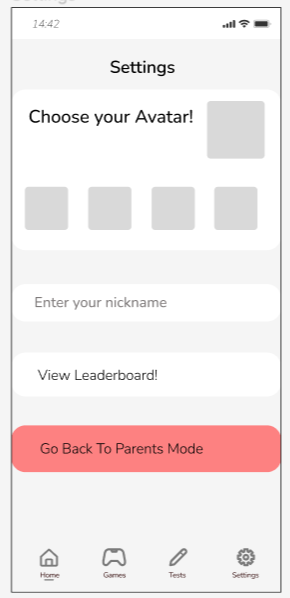 Settings
14:42
Settings
Choose your Avatar!
Enter your nickname
View Leaderboard!
Go Back To Parents Mode
Home
Games
Tests
Settings